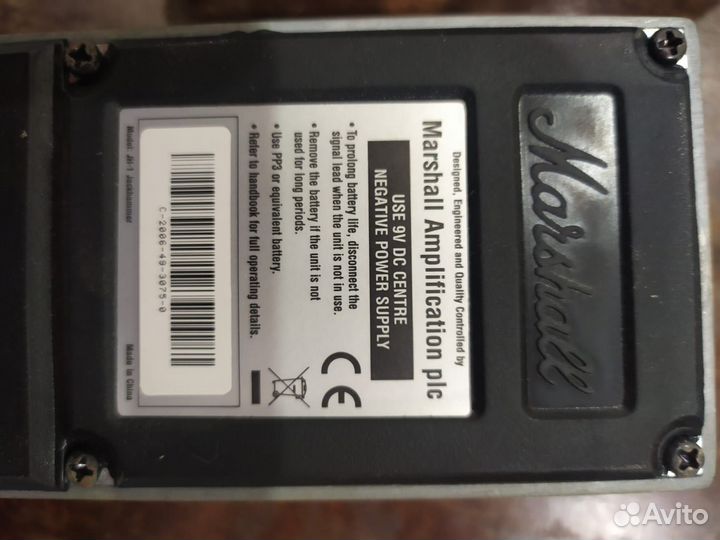 Marshall
Designed, Engineered and Quality Controlled by
Marshall Amplification plc
USE 9V DC CENTRE
NEGATIVE POWER SUPPLY
• To prolong battery life, disconnect the
signal lead when the unit is not in use.
• Remove the battery if the unit is not
used for long periods.
• Use PP3 or equivalent battery.
• Refer to handbook for full operating details.
CE
C-2006-49-3075-0
Model: JH-1 Jackhammer
Made in China
Avito